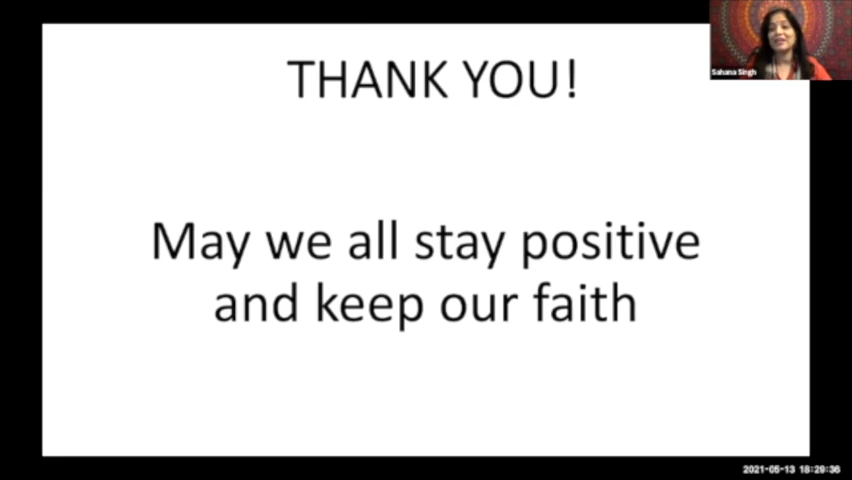 THANK YOU!
Sahana Singh
May we all stay positive
and keep our faith
2021-05-13 18:29:36